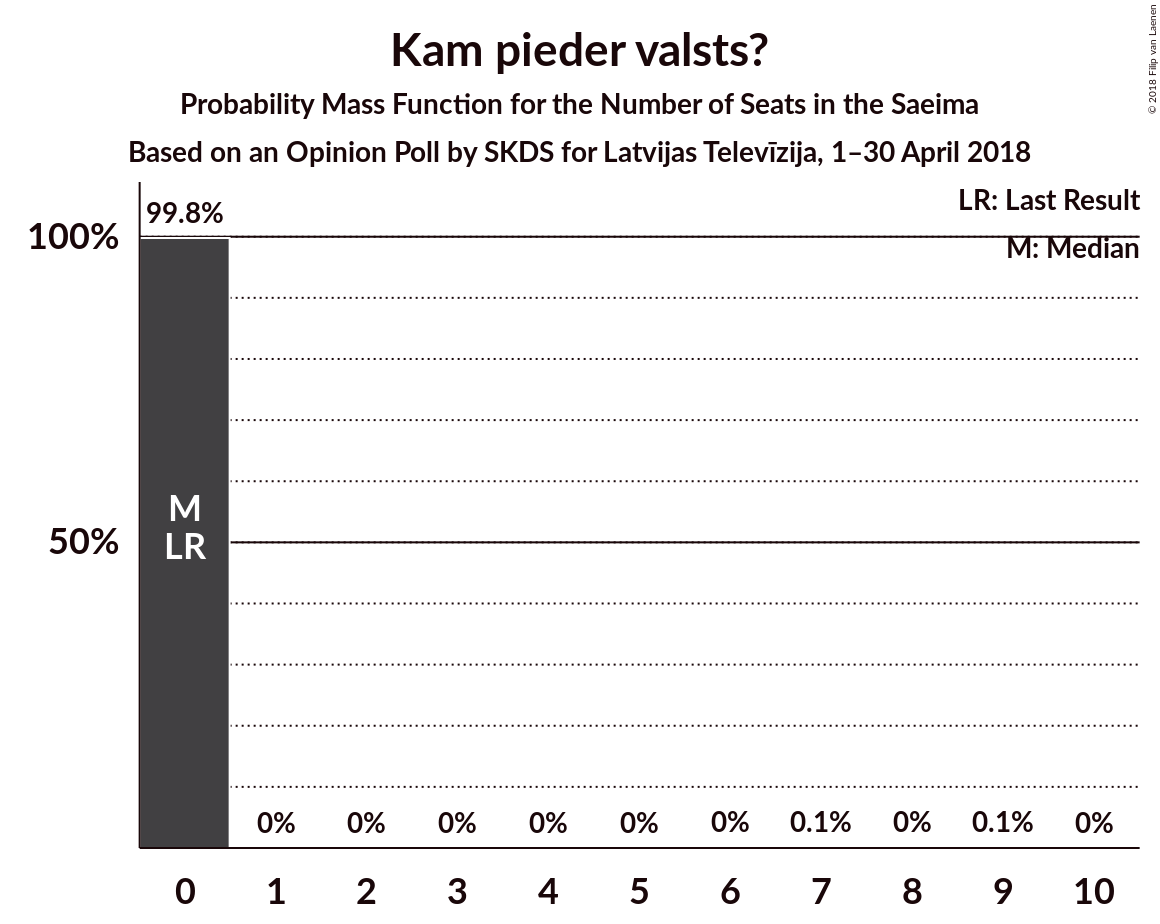 Kam pieder valsts?
Probability Mass Function for the Number of Seats in the Saeima
Based on an Opinion Poll by SKDS for Latvijas Televīzija, 1–30 April 2018
© 2018 Filip van Laenen
LR: Last Result
M: Median
99.8%
100%
50%
M
LR
0% 0% 0% 0% 0% 0% 0.1% 0% 0.1% 0%
0 1 2 3 4 5 6 7 8 9 10